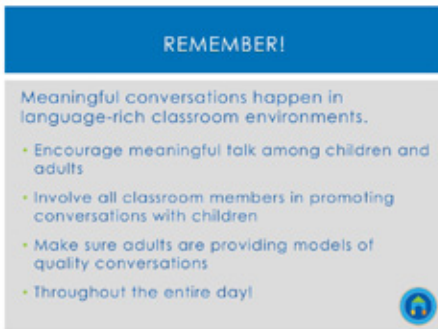 REMEMBER!
Meaningful conversations happen in
language-rich classroom environments.
• Encourage meaningful talk among children and
adults
• Involve all classroom members in promoting
conversations with children
• Make sure adults are providing models of
quality conversations
• Throughout the entire day!